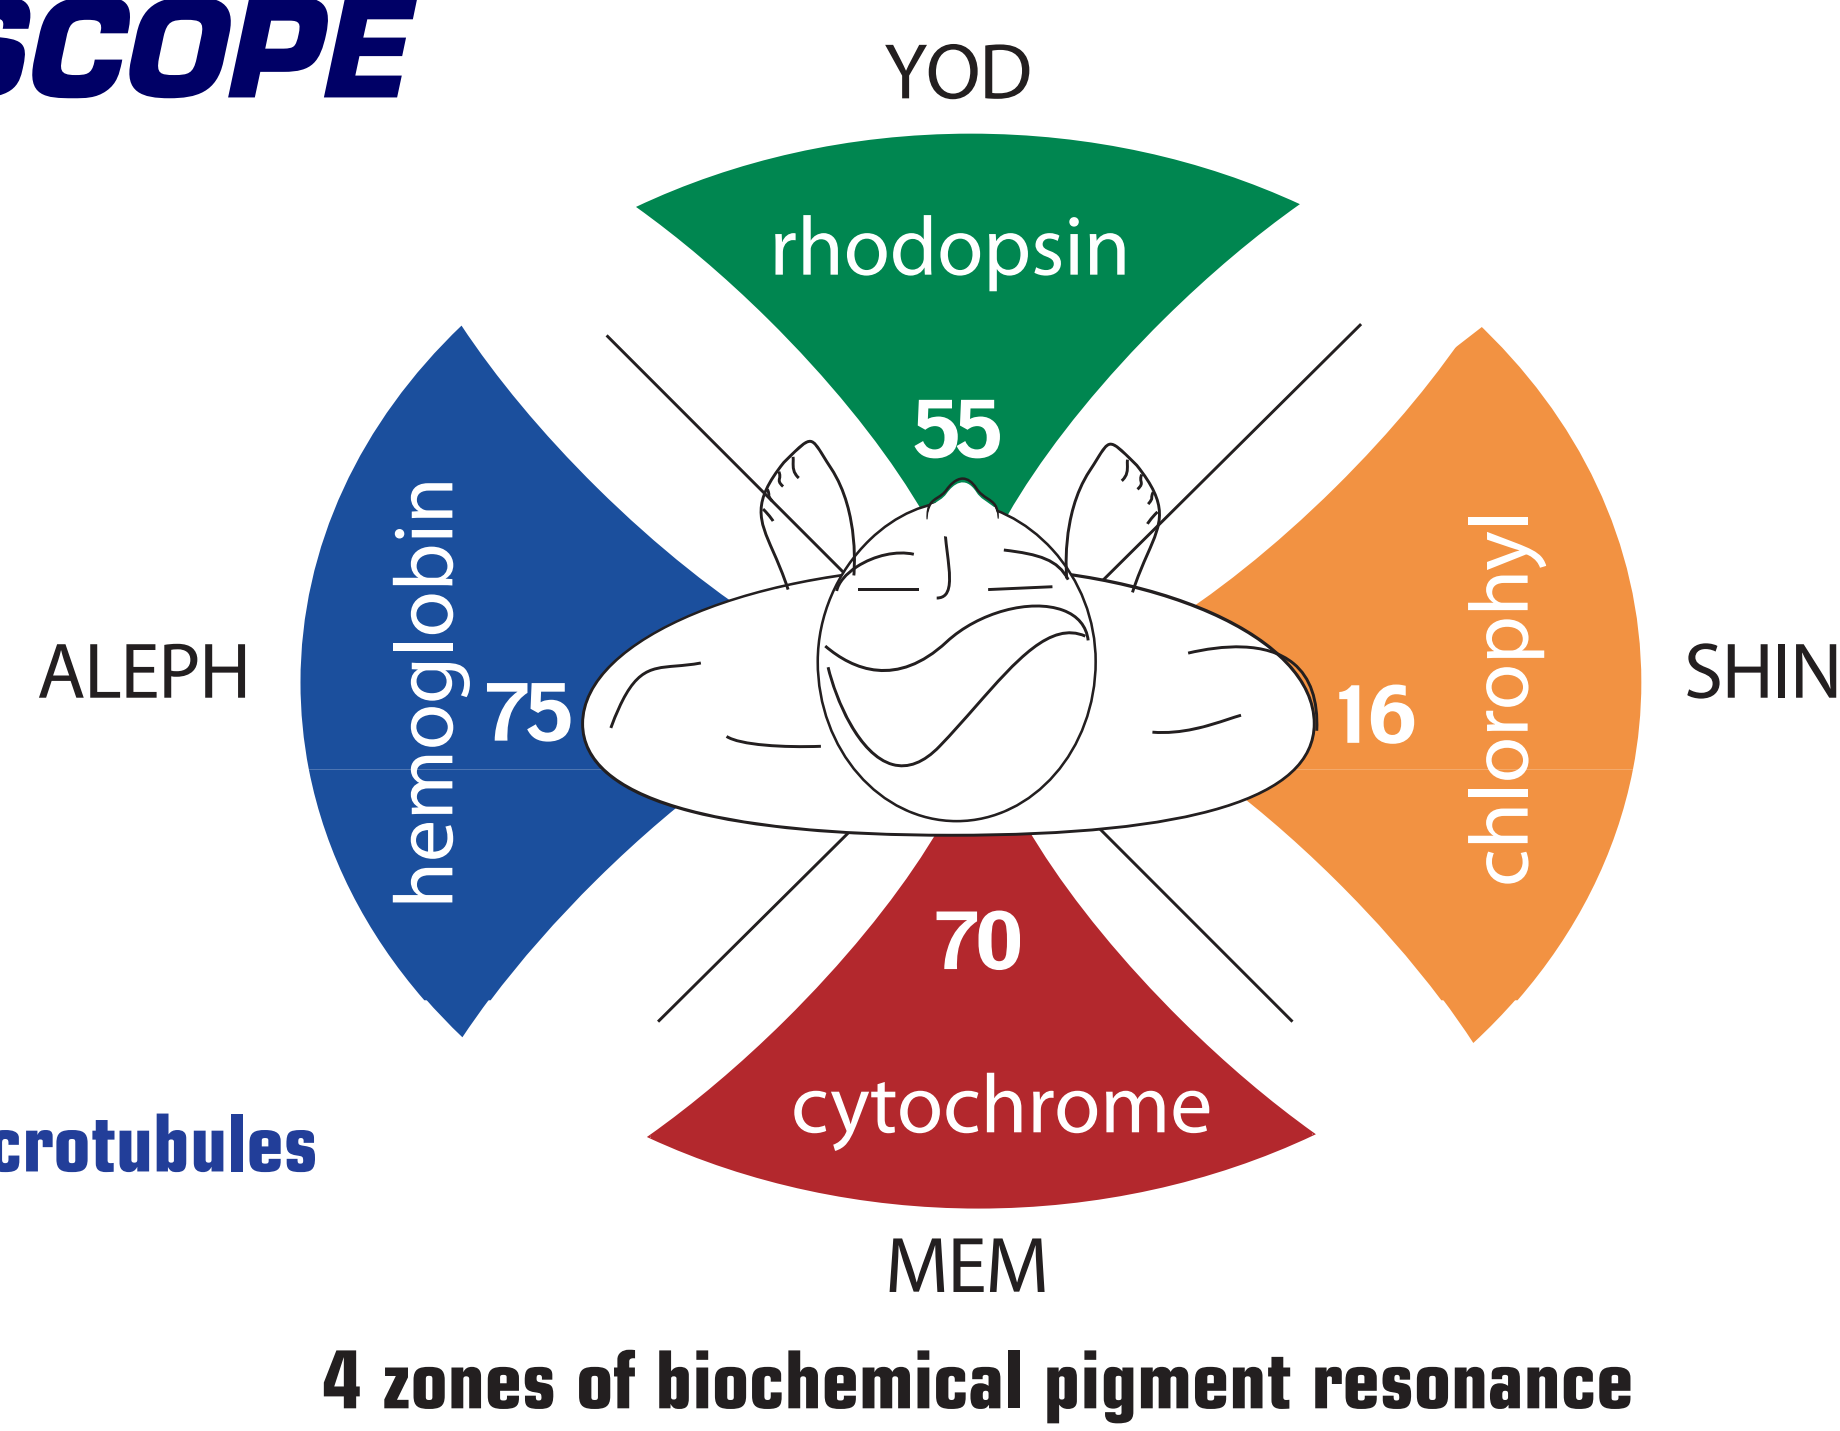 SCOPE
YOD
rhodopsin
55
ALEPH
hemoglobin
75
16
chlorophyl
SHIN
70
cytochrome
crotubules
MEM
4 zones of biochemical pigment resonance